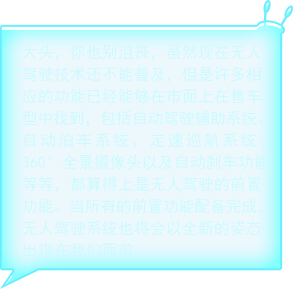 大头，你也别沮丧，虽然现在无人
驾驶技术还不能普及，但是许多相
应的功能已经能够在市面上在售车
型中找到，包括自动驾驶辅助系统、
自动泊车系统、定速巡航系统、
360°全景摄像头以及自动刹车功能
等等，都算得上是无人驾驶的前置
功能。当所有的前置功能配备完成，
无人驾驶系统也将会以全新的姿态
出现在我们面前